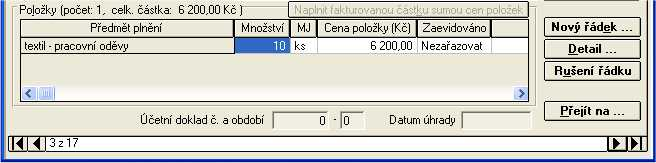 Položky (počet: 1, celk. částka: 6 200,00 Kč ) Naplnit fakturovanou částku sumou cen položek
Předmět plnění Množství MJ Cena položky (Kč) Zaevidováno
textil - pracovní oděvy 10 ks 6 200,00 Nezařazovat
Nový řádek ...
Detail ...
Rušení řádku
Přejít na ...
Účetní doklad č. a období 0 - 0 Datum úhrady
3 z 17